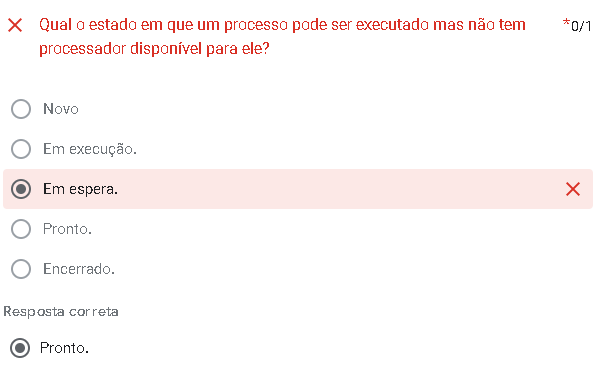 Qual o estado em que um processo pode ser executado mas não tem *0/1
processador disponível para ele?
Novo
Em execução.
Em espera.
Pronto.
Encerrado.
Resposta correta
Pronto.